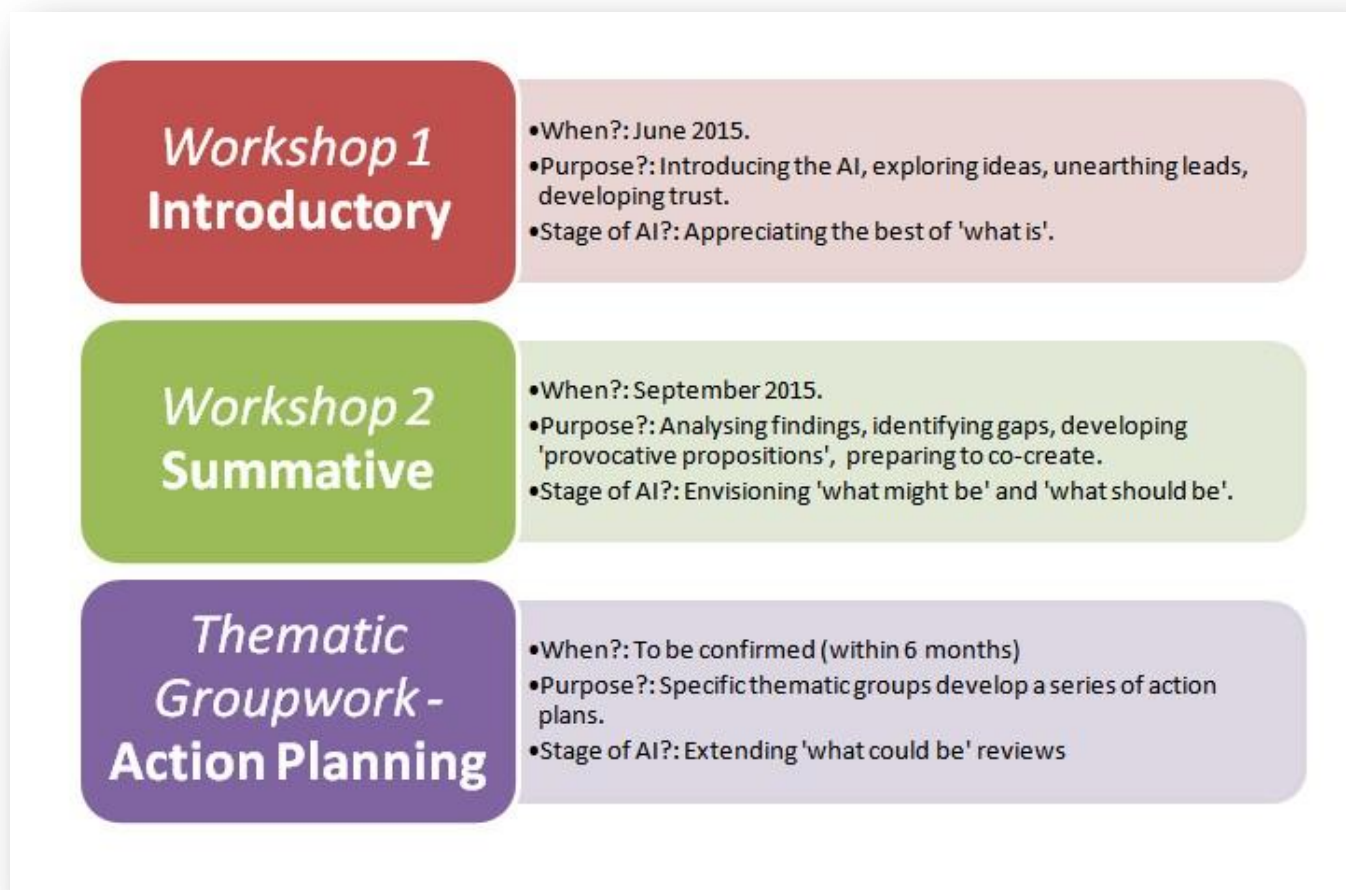 Workshop 1
Introductory
•When?: June 2015.
•Purpose?: Introducing the AI, exploring ideas, unearthing leads,
developing trust.
•Stage of AI?: Appreciating the best of 'what is'.
Workshop 2
Summative
•When?: September 2015.
•Purpose?: Analysing findings, identifying gaps, developing
'provocative propositions', preparing to co-create.
•Stage of AI?: Envisioning 'what might be' and 'what should be'.
Thematic
Groupwork -
Action Planning
•When?: To be confirmed (within 6 months)
•Purpose?: Specific thematic groups develop a series of action
plans.
•Stage of AI?: Extending 'what could be' reviews